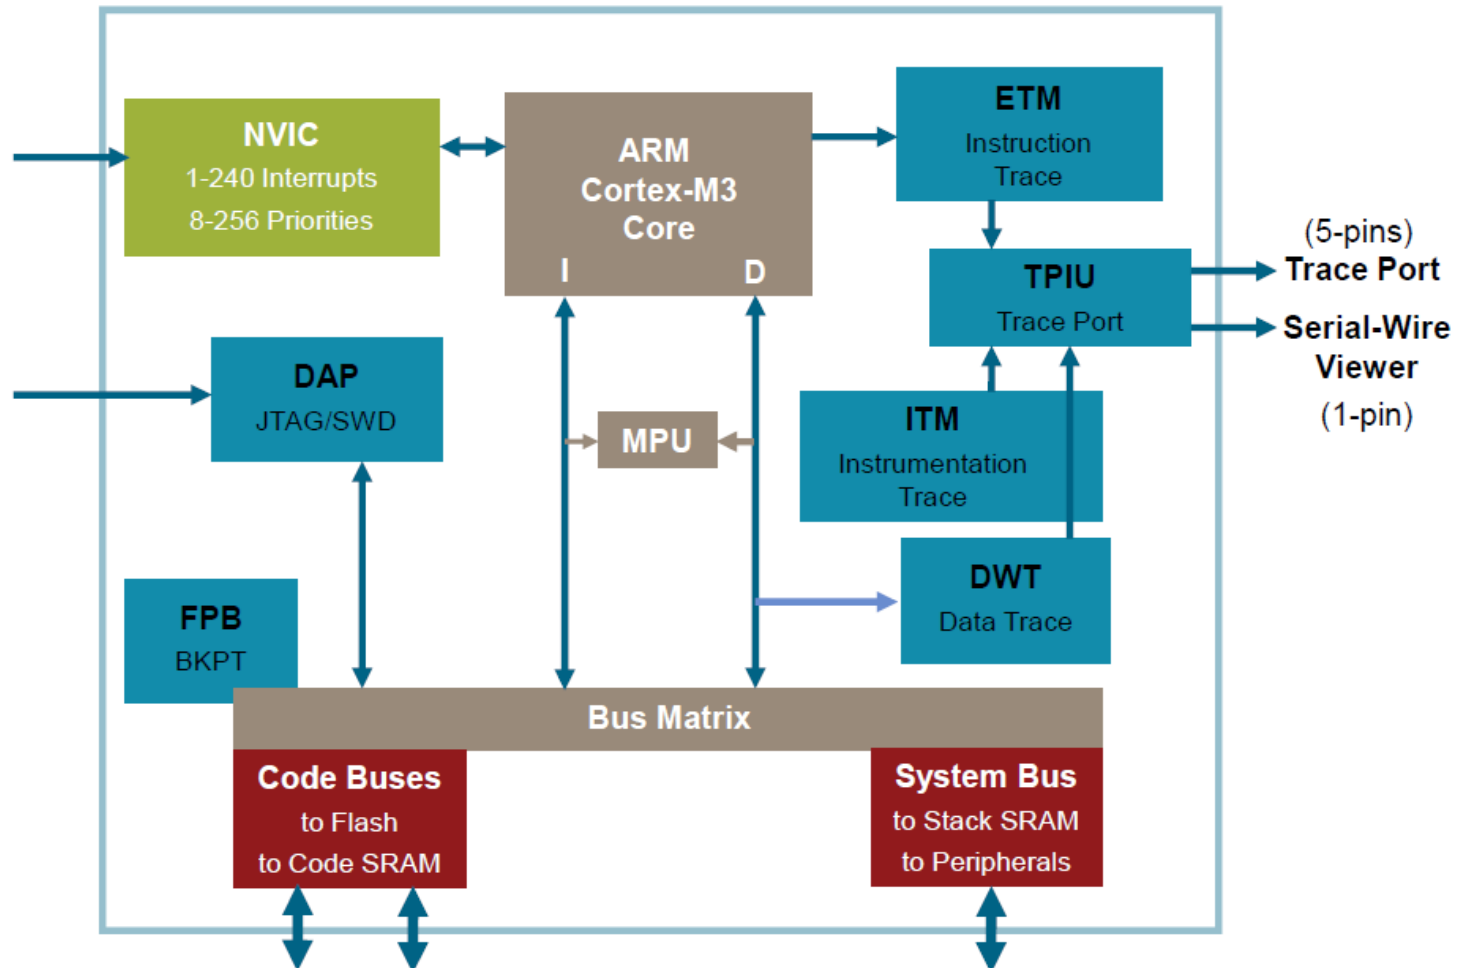 NVIC
1-240 Interrupts
8-256 Priorities
ARM
Cortex-M3
Core
I
D
ETM
Instruction
Trace
TPIU
Trace Port
(5-pins)
Trace Port
Serial-Wire
Viewer
(1-pin)
DAP
JTAG/SWD
MPU
ITM
Instrumentation
Trace
DWT
Data Trace
FPB
BKPT
Bus Matrix
Code Buses
to Flash
to Code SRAM
System Bus
to Stack SRAM
to Peripherals